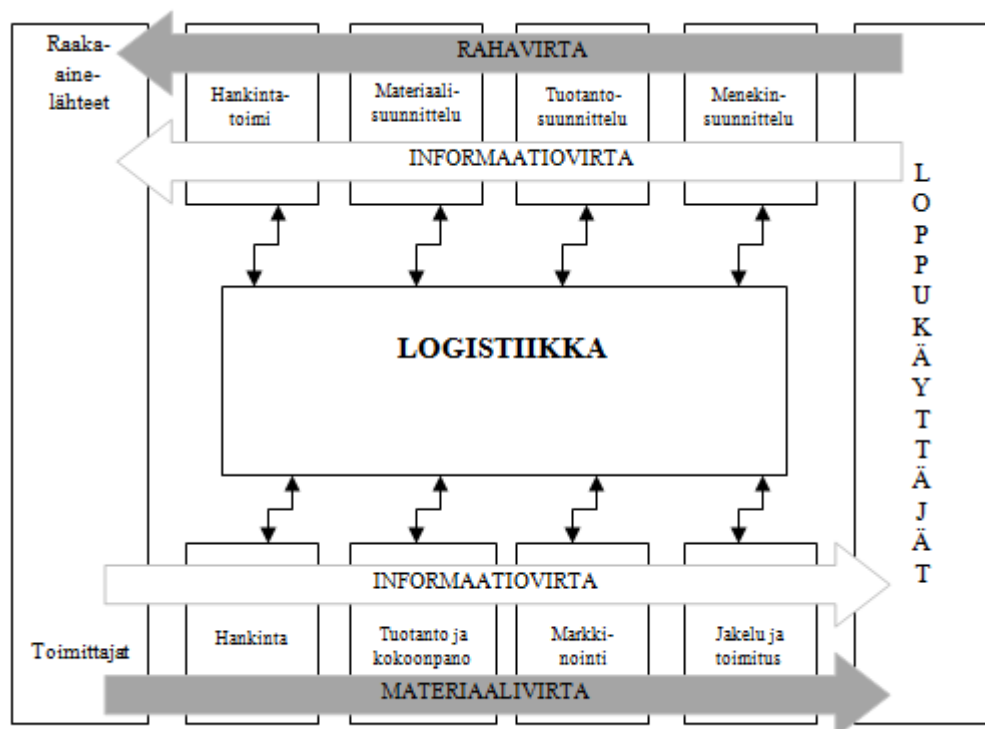 Raaka-
aine-
lähteet
RAHAVIRTA
Hankinta-
toimi
Materiaali-
suunnittelu
Tuotanto-
suunnittelu
Menekin-
suunnittelu
INFORMAATIOVIRTA
LOGISTIIKKA
LOPPUKÄYTTÄJÄT
INFORMAATIOVIRTA
Toimittajat
Hankinta
Tuotanto ja
kokoonpano
Markki-
nointi
Jakelu ja
toimitus
MATERIAALIVIRTA